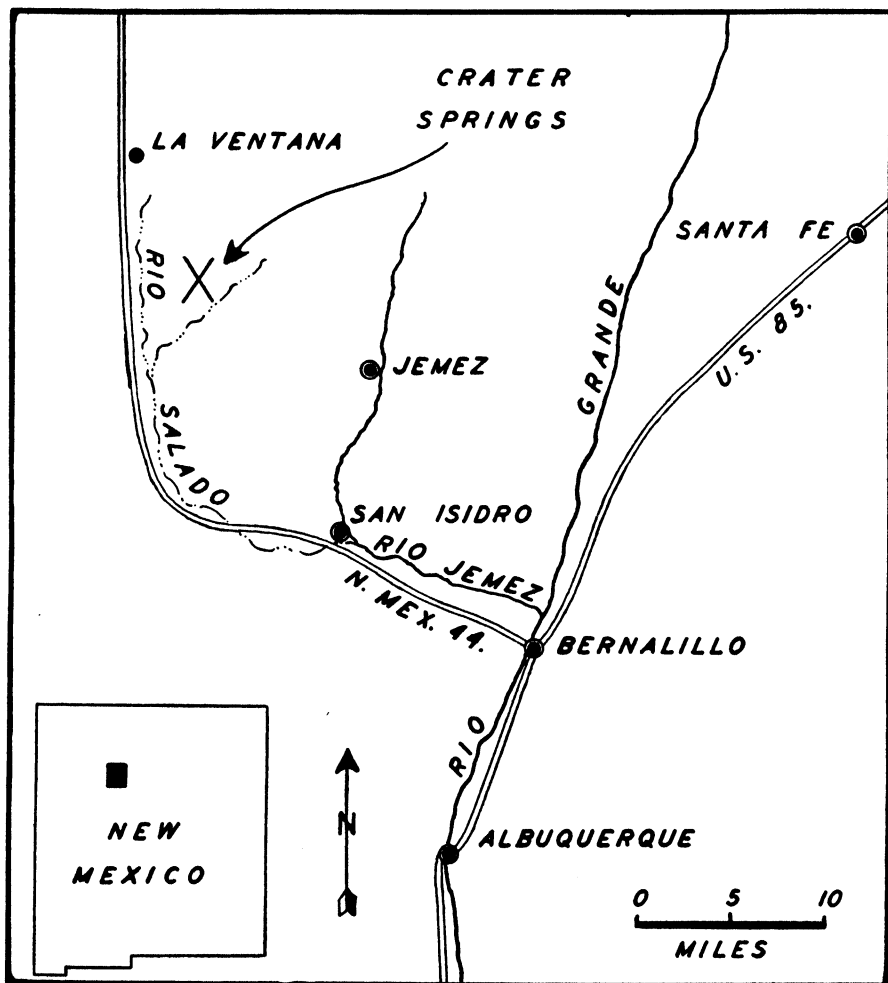 CRATER
SPRINGS
LA VENTANA
SANTA FE
RIO
GRANDE
U.S. 85.
JEMEZ
SALADO
SAN ISIDRO
RIO JEMEZ
N. MEX. 44.
BERNALILLO
RIO
N
NEW
MEXICO
ALBUQUERQUE
0 5 10
MILES